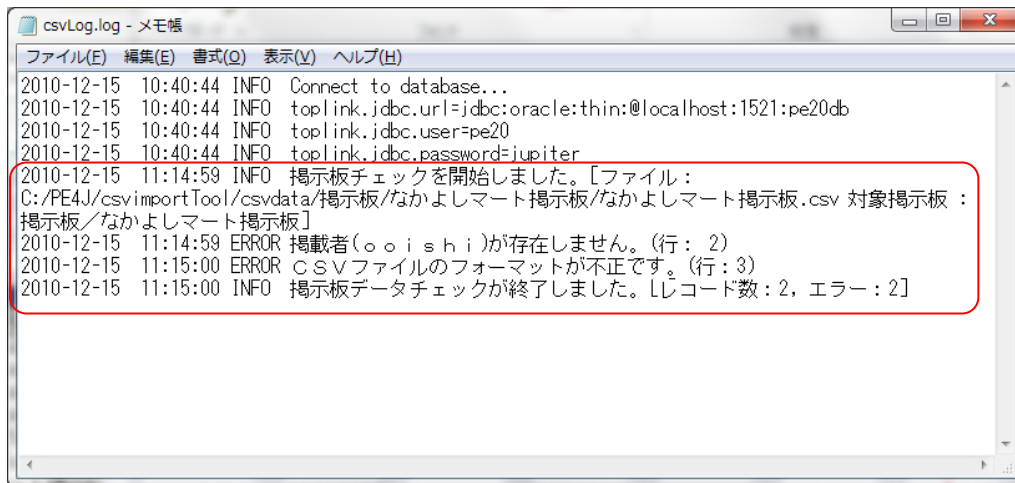 csvLog.log - メモ帳
ファイル(F) 編集(E) 書式(O) 表示(V) ヘルプ(H)
2010-12-15 10:40:44 INFO Connect to database...
2010-12-15 10:40:44 INFO toplink.jdbc.url=jdbc:oracle:thin:@localhost:1521:pe20db
2010-12-15 10:40:44 INFO toplink.jdbc.user=pe20
2010-12-15 10:40:44 INFO toplink.jdbc.password=jupiter
2010-12-15 11:14:59 INFO 掲示板チェックを開始しました。[ファイル：
C:/PE4J/csvimportTool/csvdata/掲示板/なかよしマート掲示板/なかよしマート掲示板.csv 対象掲示板 ：
掲示板／なかよしマート掲示板]
2010-12-15 11:14:59 ERROR 掲載者(ｏｏｉｓｈｉ)が存在しません。(行： 2)
2010-12-15 11:15:00 ERROR ＣＳＶファイルのフォーマットが不正です。(行：3)
2010-12-15 11:15:00 INFO 掲示板データチェックが終了しました。[レコード数：2, エラー：2]